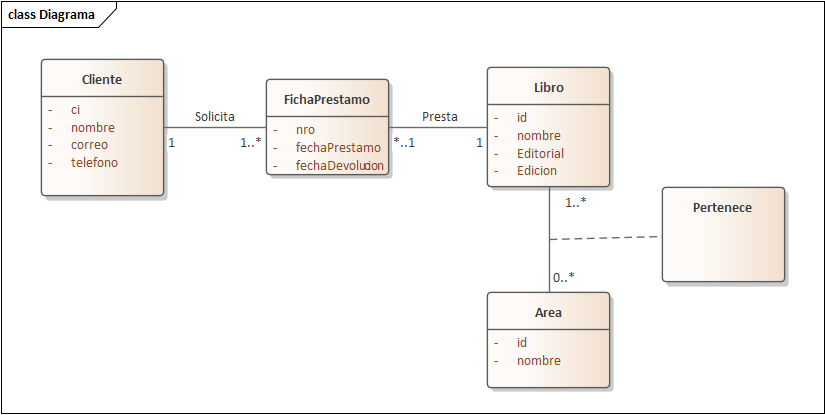 class Diagrama
Cliente
- ci
- nombre
- correo
- telefono
Solicita
1
1..*
FichaPrestamo
- nro
- fechaPrestamo
- fechaDevolucion
Presta
*..1
1
Libro
- id
- nombre
- Editorial
- Edicion
1..*
0..*
Pertenece
Area
- id
- nombre